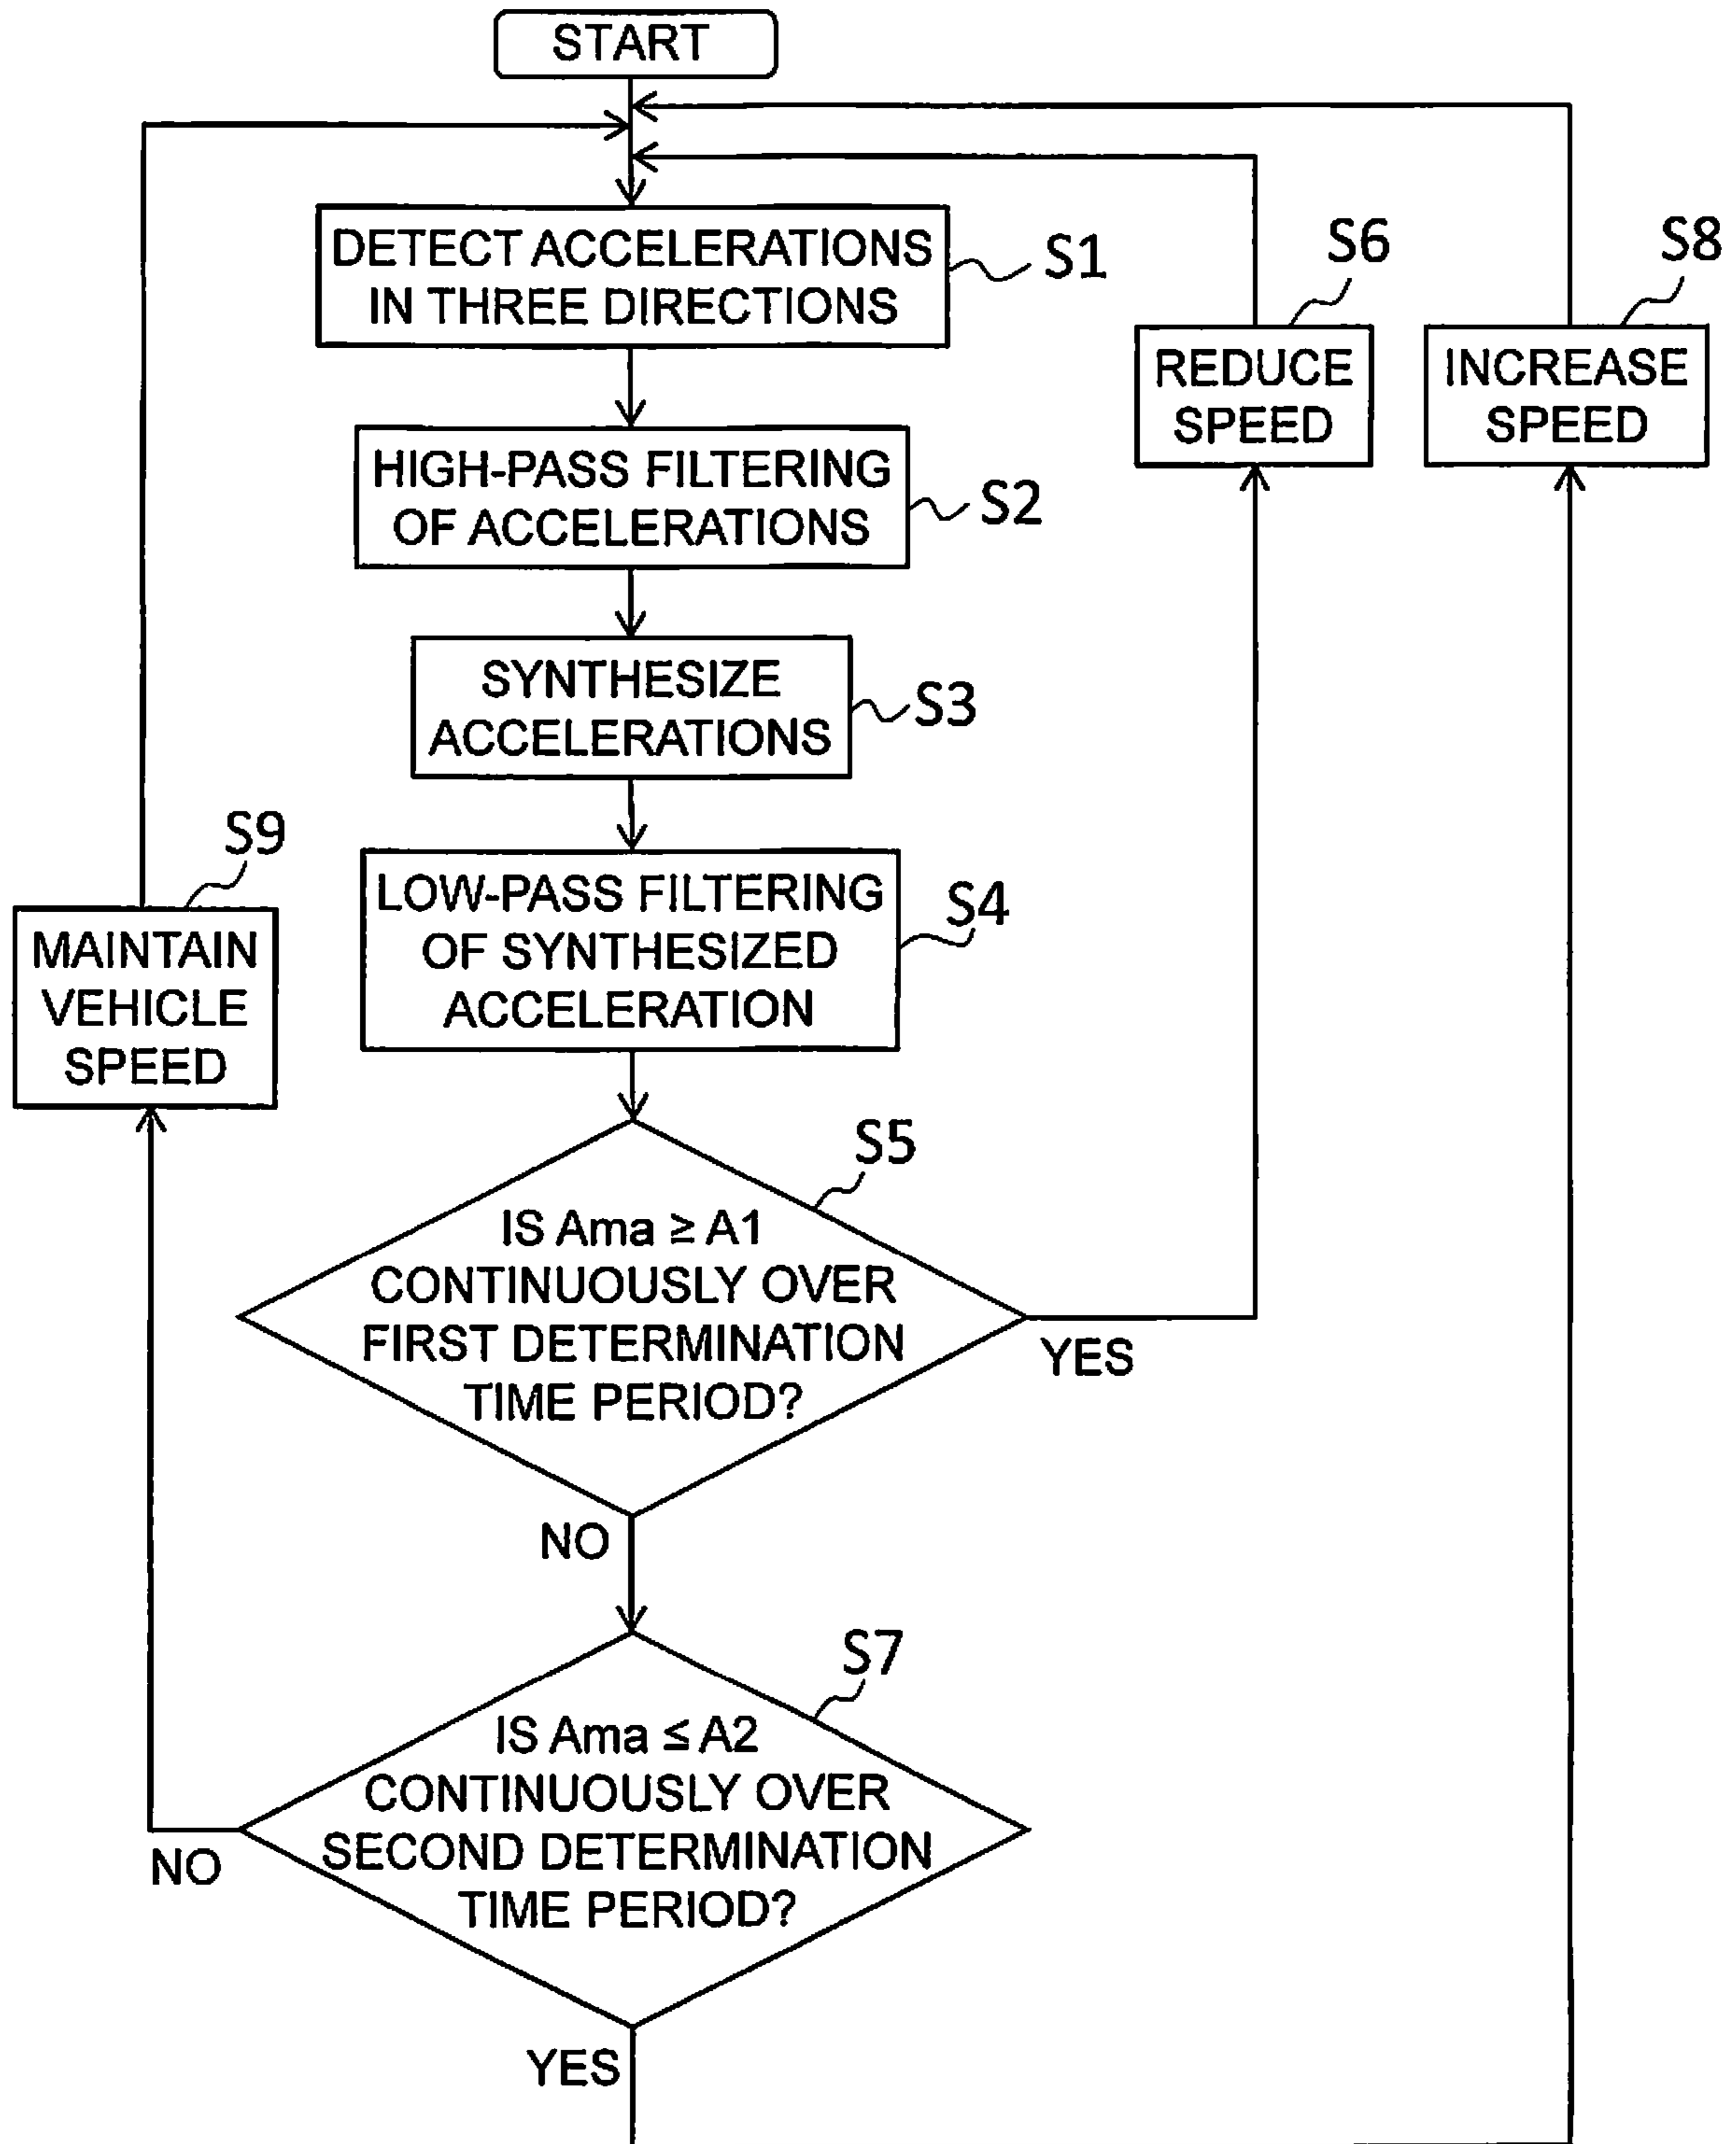 START
DETECT ACCELERATIONS
IN THREE DIRECTIONS
S1
HIGH-PASS FILTERING
OF ACCELERATIONS
S2
SYNTHESIZE
ACCELERATIONS
S3
LOW-PASS FILTERING
OF SYNTHESIZED
ACCELERATION
S4
IS Ama ≥ A1
CONTINUOUSLY OVER
FIRST DETERMINATION
TIME PERIOD?
S5
YES
NO
S6
REDUCE
SPEED
IS Ama ≤ A2
CONTINUOUSLY OVER
SECOND DETERMINATION
TIME PERIOD?
S7
NO
YES
S8
INCREASE
SPEED
S9
MAINTAIN
VEHICLE
SPEED